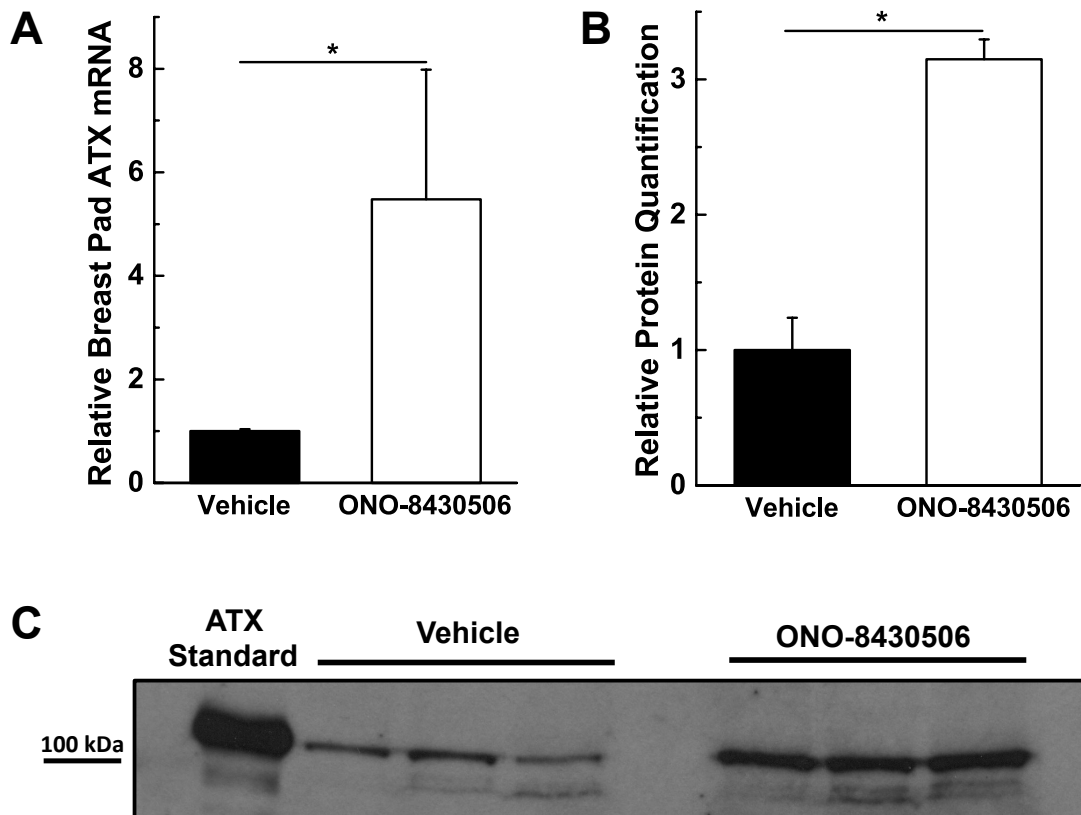 A
Relative Breast Pad ATX mRNA
8
6
4
2
0
*
Vehicle
ONO-8430506
B
Relative Protein Quantification
3
2
1
0
*
Vehicle
ONO-8430506
C
ATX
Standard
Vehicle
ONO-8430506
100 kDa